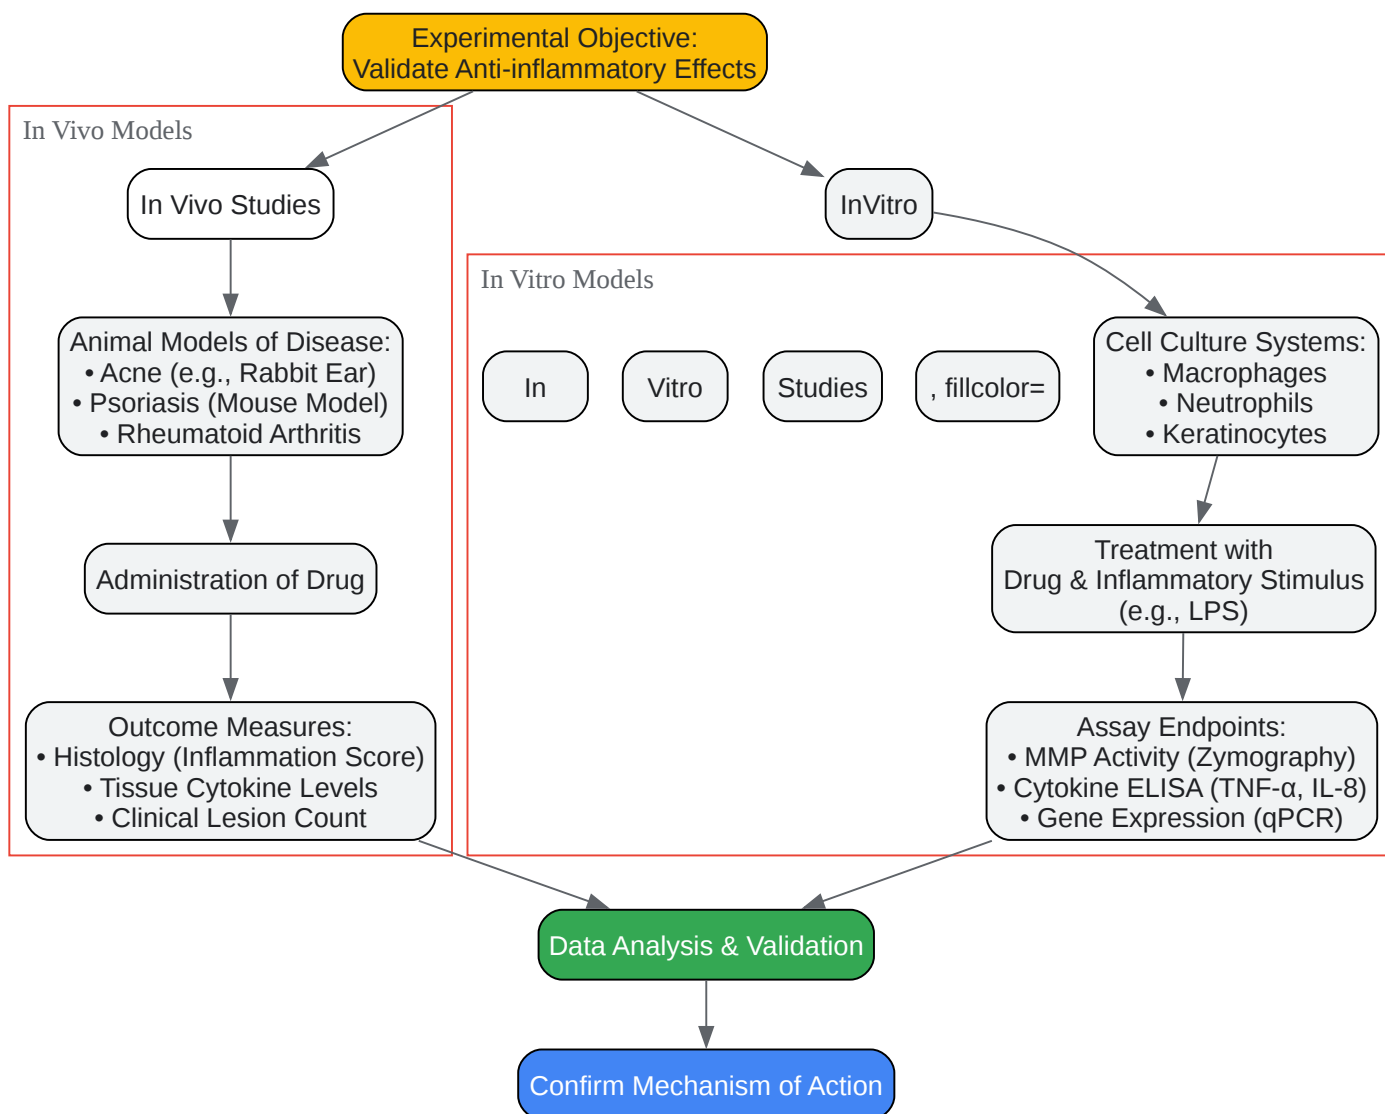 Experimental Objective:
Validate Anti-inflammatory Effects
In Vivo Models
In Vivo Studies
InVitro
In Vitro Models
Animal Models of Disease:
• Acne (e.g., Rabbit Ear)
• Psoriasis (Mouse Model)
• Rheumatoid Arthritis
In
Vitro
Studies
, fillcolor=
Cell Culture Systems:
• Macrophages
• Neutrophils
• Keratinocytes
Administration of Drug
Treatment with
Drug & Inflammatory Stimulus
(e.g., LPS)
Outcome Measures:
• Histology (Inflammation Score)
• Tissue Cytokine Levels
• Clinical Lesion Count
Assay Endpoints:
• MMP Activity (Zymography)
• Cytokine ELISA (TNF-α, IL-8)
• Gene Expression (qPCR)
Data Analysis & Validation
Confirm Mechanism of Action